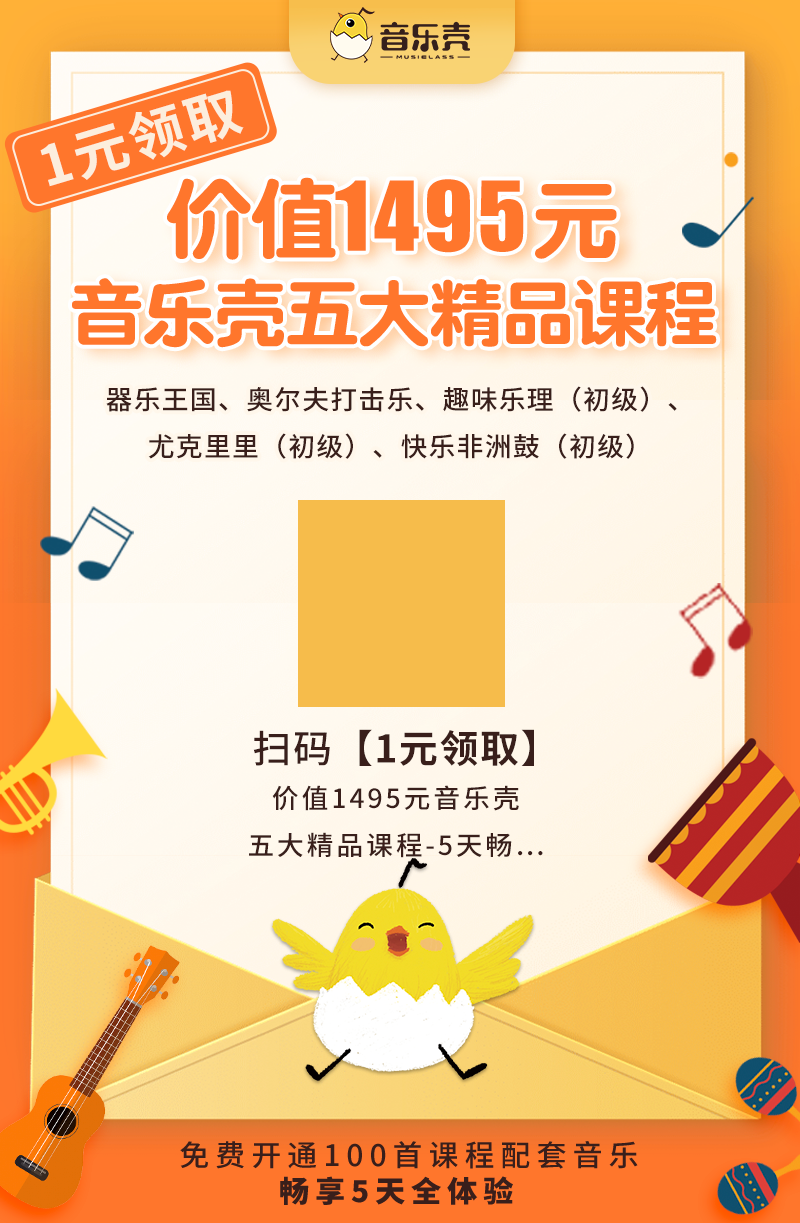 音乐壳
MUSICLASS
1元领取
价值1495元
音乐壳五大精品课程
器乐王国、奥尔夫打击乐、趣味乐理（初级）、
尤克里里（初级）、快乐非洲鼓（初级）
扫码【1元领取】
价值1495元音乐壳
五大精品课程-5天畅...
免费开通100首课程配套音乐
畅享5天全体验